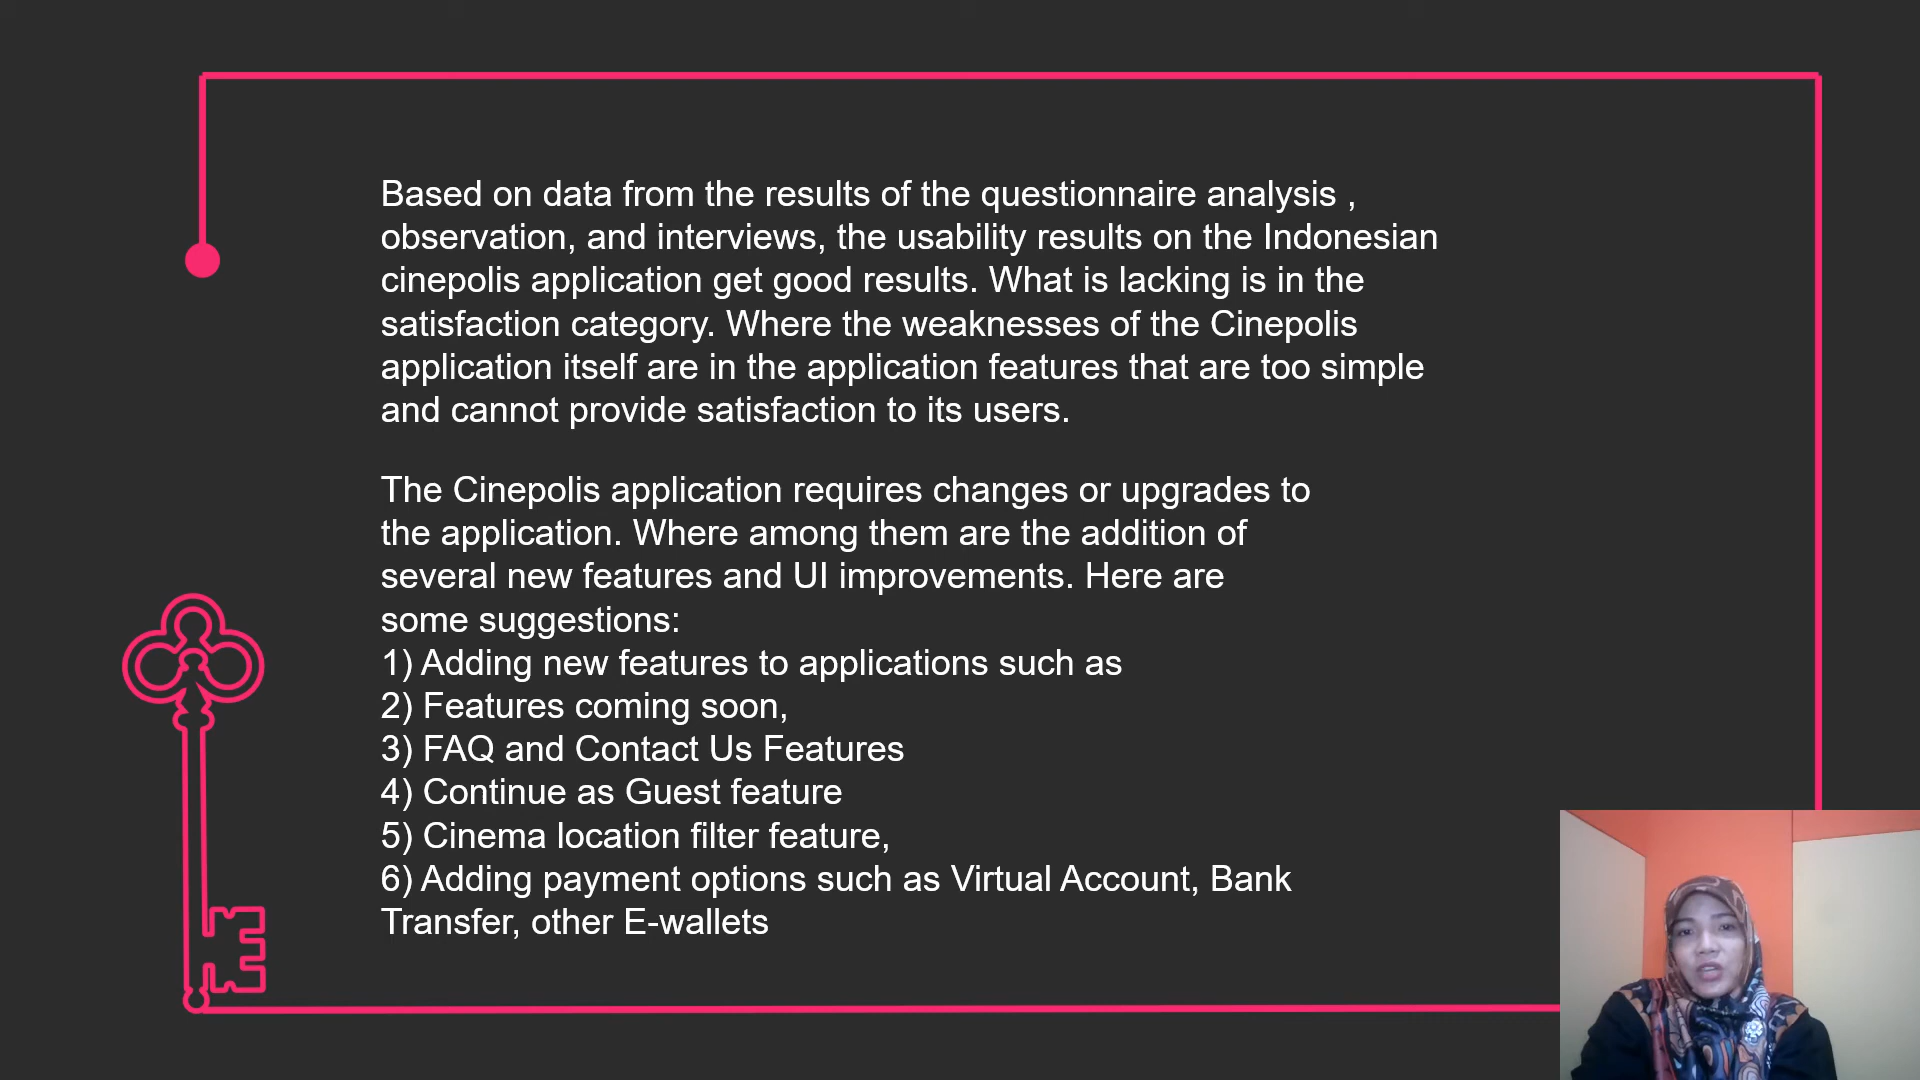 Based on data from the results of the questionnaire analysis ,
observation, and interviews, the usability results on the Indonesian
cinepolis application get good results. What is lacking is in the
satisfaction category. Where the weaknesses of the Cinepolis
application itself are in the application features that are too simple
and cannot provide satisfaction to its users.
The Cinepolis application requires changes or upgrades to
the application. Where among them are the addition of
several new features and UI improvements. Here are
some suggestions:
1) Adding new features to applications such as
2) Features coming soon,
3) FAQ and Contact Us Features
4) Continue as Guest feature
5) Cinema location filter feature,
6) Adding payment options such as Virtual Account, Bank
Transfer, other E-wallets